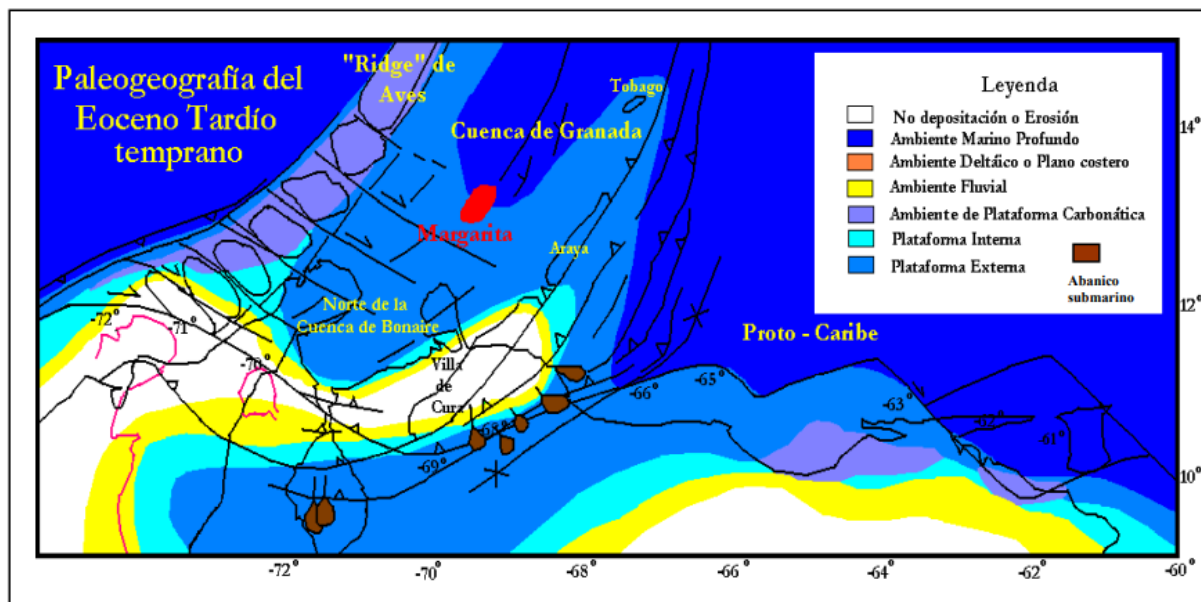 Paleogeografía del
Eoceno Tardío
temprano
"Ridge" de
Aves
Tobago
Cuenca de Granada
Margarita
Araya
Norte de la
Cuenca de Bonaire
Villa
de
Cura
Proto - Caribe
Leyenda
No depositación o Erosión
Ambiente Marino Profundo
Ambiente Deltáico o Plano costero
Ambiente Fluvial
Ambiente de Plataforma Carbonática
Plataforma Interna
Plataforma Externa
Abanico
submarino
14°
12°
10°
-72°
-71°
-70°
-69°
-68°
-66°
-65°
-63°
-62°
-61°
-72°
-70°
-68°
-66°
-64°
-62°
-60°